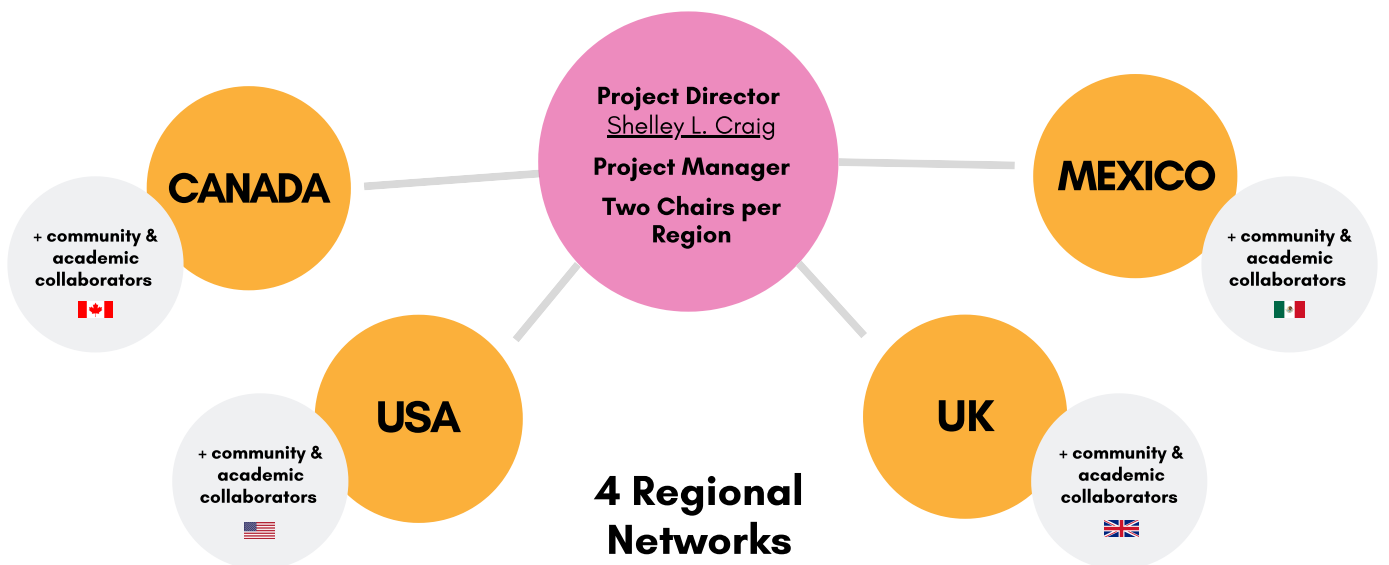 Project Director
Shelley L. Craig
Project Manager
Two Chairs per
Region
CANADA
+ community &
academic
collaborators
USA
+ community &
academic
collaborators
MEXICO
+ community &
academic
collaborators
UK
+ community &
academic
collaborators
4 Regional
Networks